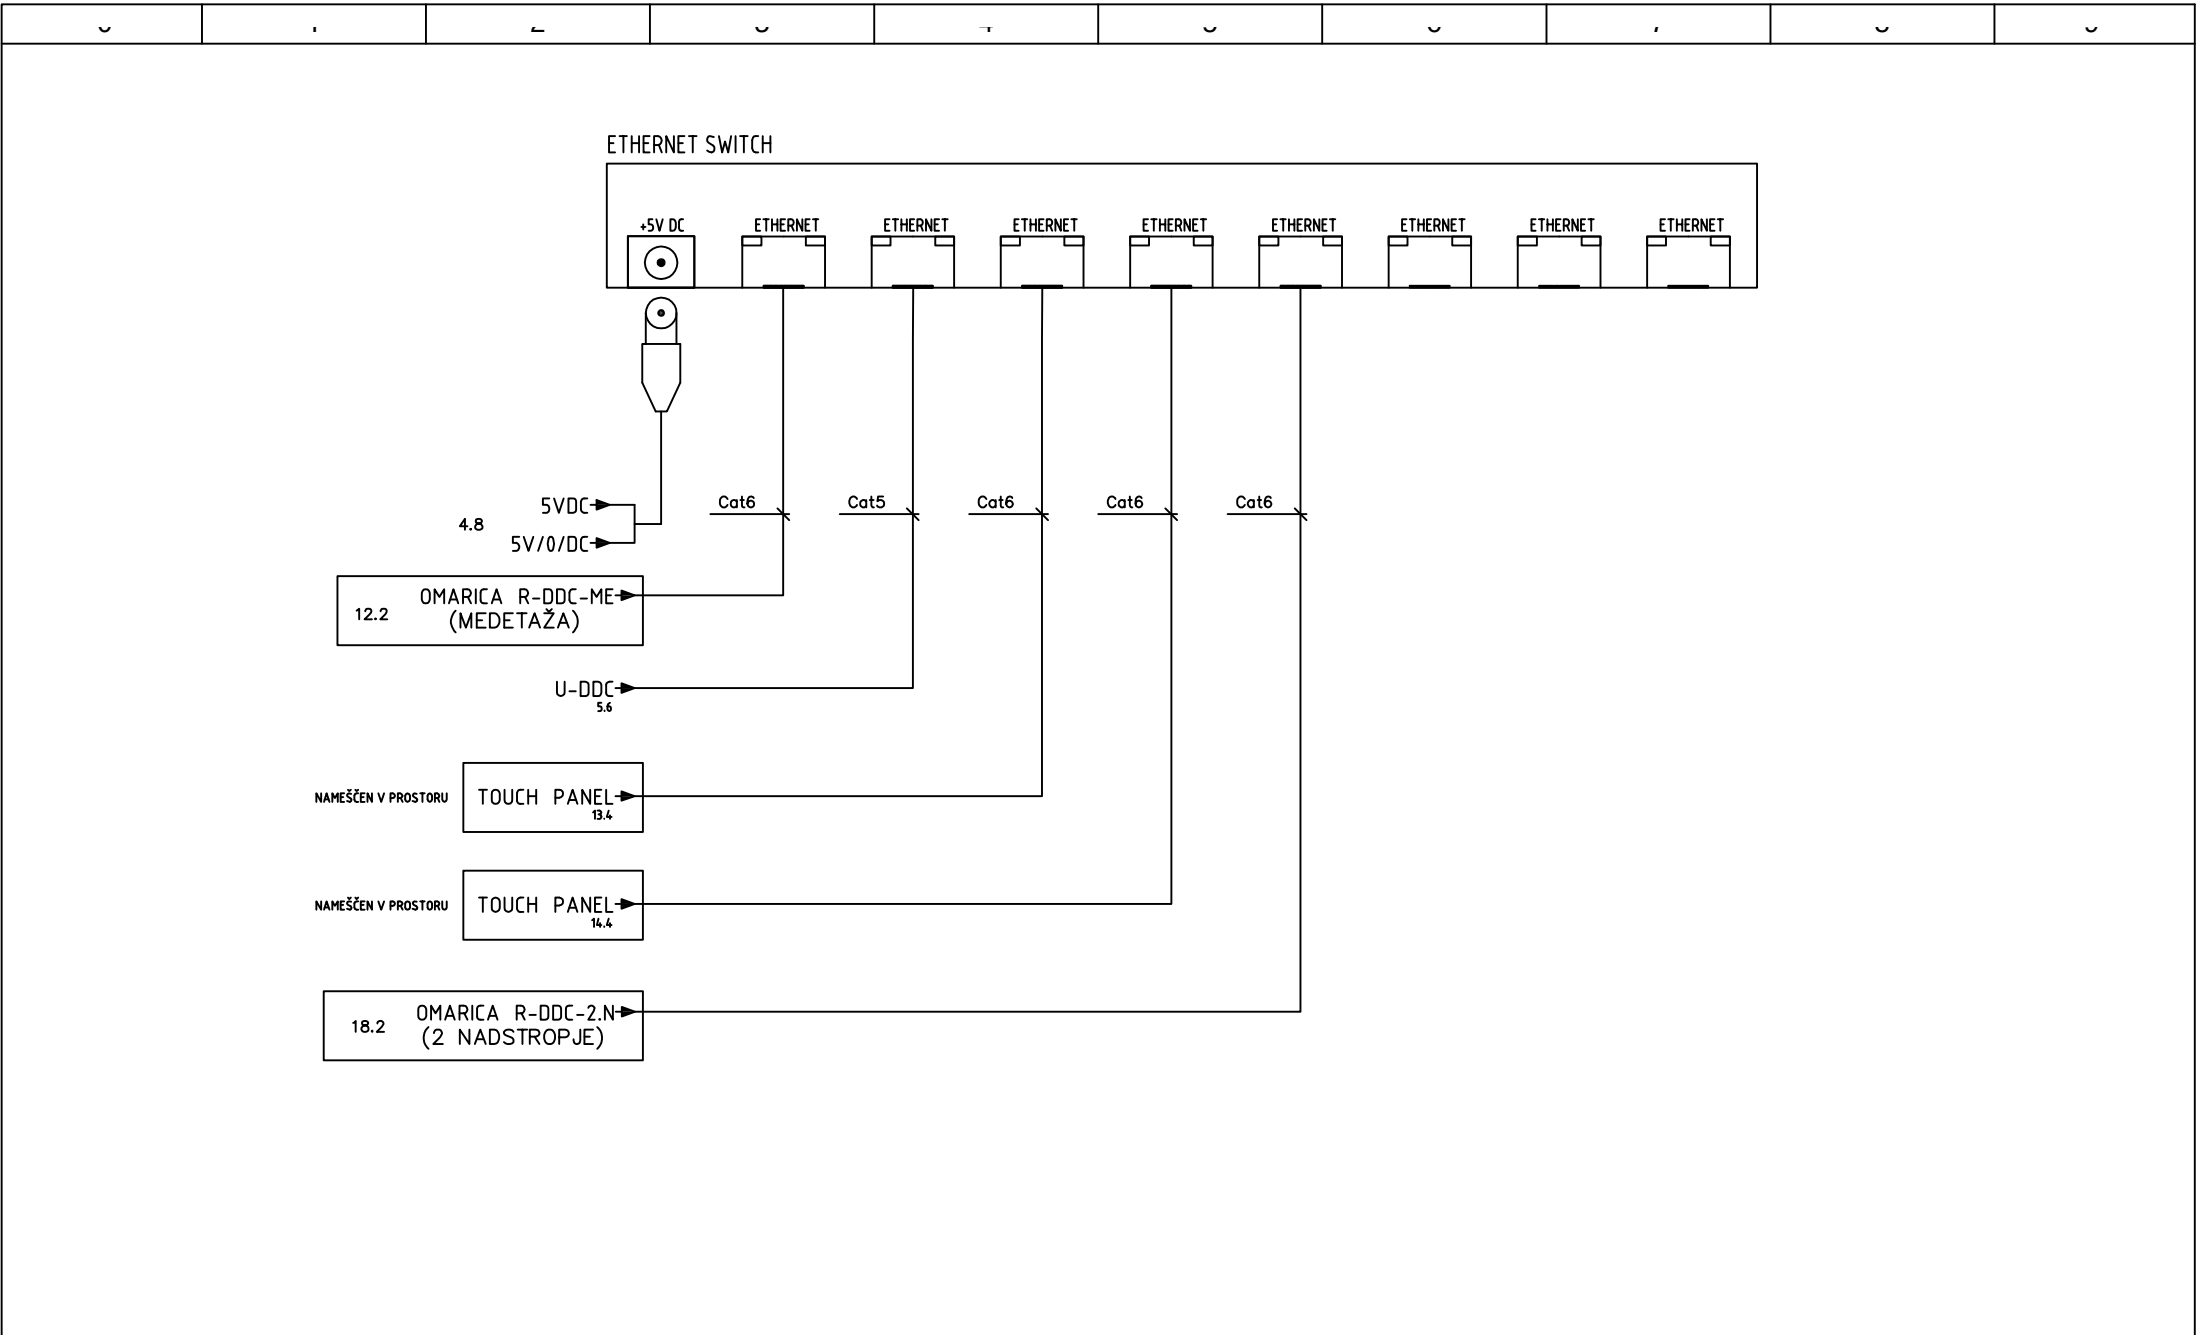 ETHERNET SWITCH
+5V DC ETHERNET ETHERNET ETHERNET ETHERNET ETHERNET ETHERNET ETHERNET ETHERNET
Cat6 Cat5 Cat6 Cat6 Cat6
5VDC
4.8
5V/0/DC
OMARICA R-DDC-ME
12.2
(MEDETAŽA)
U-DDC
5.6
NAMEŠČEN V PROSTORU TOUCH PANEL
13.4
NAMEŠČEN V PROSTORU TOUCH PANEL
14.4
OMARICA R-DDC-2.N
18.2
(2 NADSTROPJE)